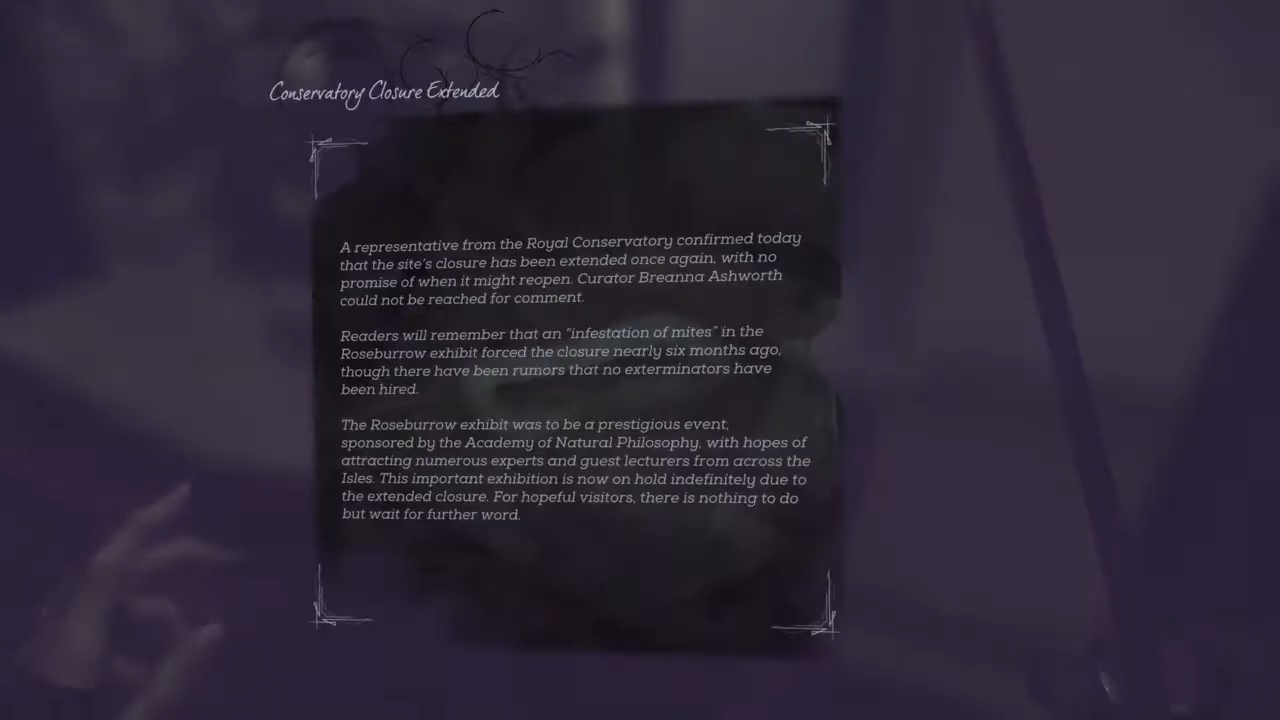 Conservatory Closure Extended
A representative from the Royal Conservatory confirmed today
that the site's closure has been extended once again, with no
promise of when it might reopen. Curator Breanna Ashworth
could not be reached for comment.
Readers will remember that an "infestation of mites" in the
Roseburrow exhibit forced the closure nearly six months ago,
though there have been rumors that no exterminators have
been hired.
The Roseburrow exhibit was to be a prestigious event,
sponsored by the Academy of Natural Philosophy, with hopes of
attracting numerous experts and guest lecturers from across the
Isles. This important exhibition is now on hold indefinitely due to
the extended closure. For hopeful visitors, there is nothing to do
but wait for further word.